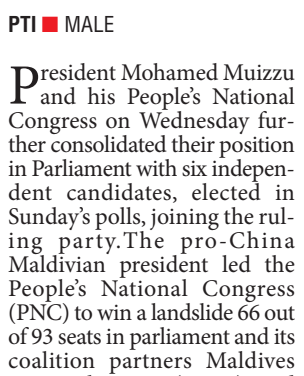 PTI ■ MALE
President Mohamed Muizzu
and his People's National
Congress on Wednesday fur-
ther consolidated their position
in Parliament with six indepen-
dent candidates, elected in
Sunday's polls, joining the rul-
ing party.The pro-China
Maldivian president led the
People's National Congress
(PNC) to win a landslide 66 out
of 93 seats in parliament and its
coalition partners Maldives